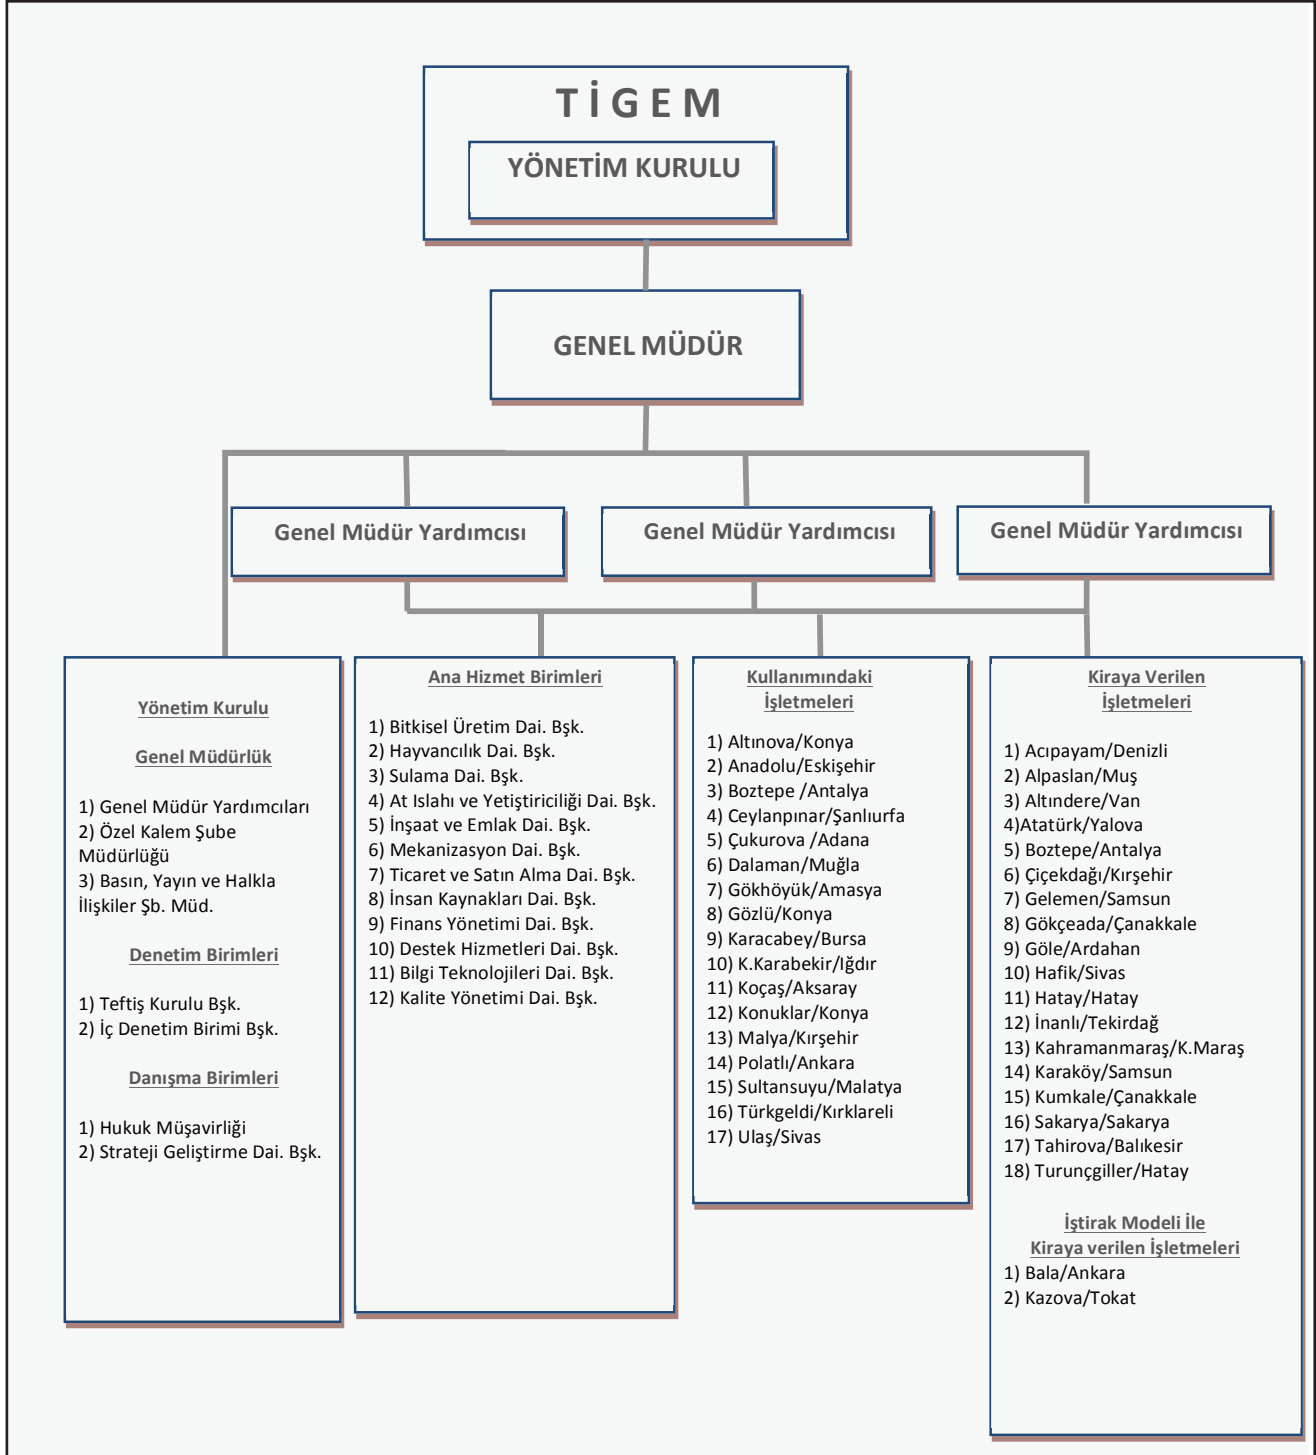 T İ G E M
YÖNETİM KURULU
GENEL MÜDÜR
Genel Müdür Yardımcısı
Genel Müdür Yardımcısı
Genel Müdür Yardımcısı
Yönetim Kurulu
Genel Müdürlük
1) Genel Müdür Yardımcıları
2) Özel Kalem Şube
Müdürlüğü
3) Basın, Yayın ve Halkla
İlişkiler Şb. Müd.
Denetim Birimleri
1) Teftiş Kurulu Bşk.
2) İç Denetim Birimi Bşk.
Danışma Birimleri
1) Hukuk Müşavirliği
2) Strateji Geliştirme Dai. Bşk.
Ana Hizmet Birimleri
1) Bitkisel Üretim Dai. Bşk.
2) Hayvancılık Dai. Bşk.
3) Sulama Dai. Bşk.
4) At Islahı ve Yetiştiriciliği Dai. Bşk.
5) İnşaat ve Emlak Dai. Bşk.
6) Mekanizasyon Dai. Bşk.
7) Ticaret ve Satın Alma Dai. Bşk.
8) İnsan Kaynakları Dai. Bşk.
9) Finans Yönetimi Dai. Bşk.
10) Destek Hizmetleri Dai. Bşk.
11) Bilgi Teknolojileri Dai. Bşk.
12) Kalite Yönetimi Dai. Bşk.
Kullanımındaki
İşletmeleri
1) Altınova/Konya
2) Anadolu/Eskişehir
3) Boztepe /Antalya
4) Ceylanpınar/Şanlıurfa
5) Çukurova /Adana
6) Dalaman/Muğla
7) Gökhöyük/Amasya
8) Gözlü/Konya
9) Karacabey/Bursa
10) K.Karabekir/Iğdır
11) Koçaş/Aksaray
12) Konuklar/Konya
13) Malya/Kırşehir
14) Polatlı/Ankara
15) Sultansuyu/Malatya
16) Türkgeldi/Kırklareli
17) Ulaş/Sivas
Kiraya Verilen
İşletmeleri
1) Acıpayam/Denizli
2) Alpaslan/Muş
3) Altındere/Van
4)Atatürk/Yalova
5) Boztepe/Antalya
6) Çiçekdağı/Kırşehir
7) Gelemen/Samsun
8) Gökçeada/Çanakkale
9) Göle/Ardahan
10) Hafik/Sivas
11) Hatay/Hatay
12) İnanlı/Tekirdağ
13) Kahramanmaraş/K.Maraş
14) Karaköy/Samsun
15) Kumkale/Çanakkale
16) Sakarya/Sakarya
17) Tahirova/Balıkesir
18) Turunçgiller/Hatay
İştirak Modeli İle
Kiraya verilen İşletmeleri
1) Bala/Ankara
2) Kazova/Tokat